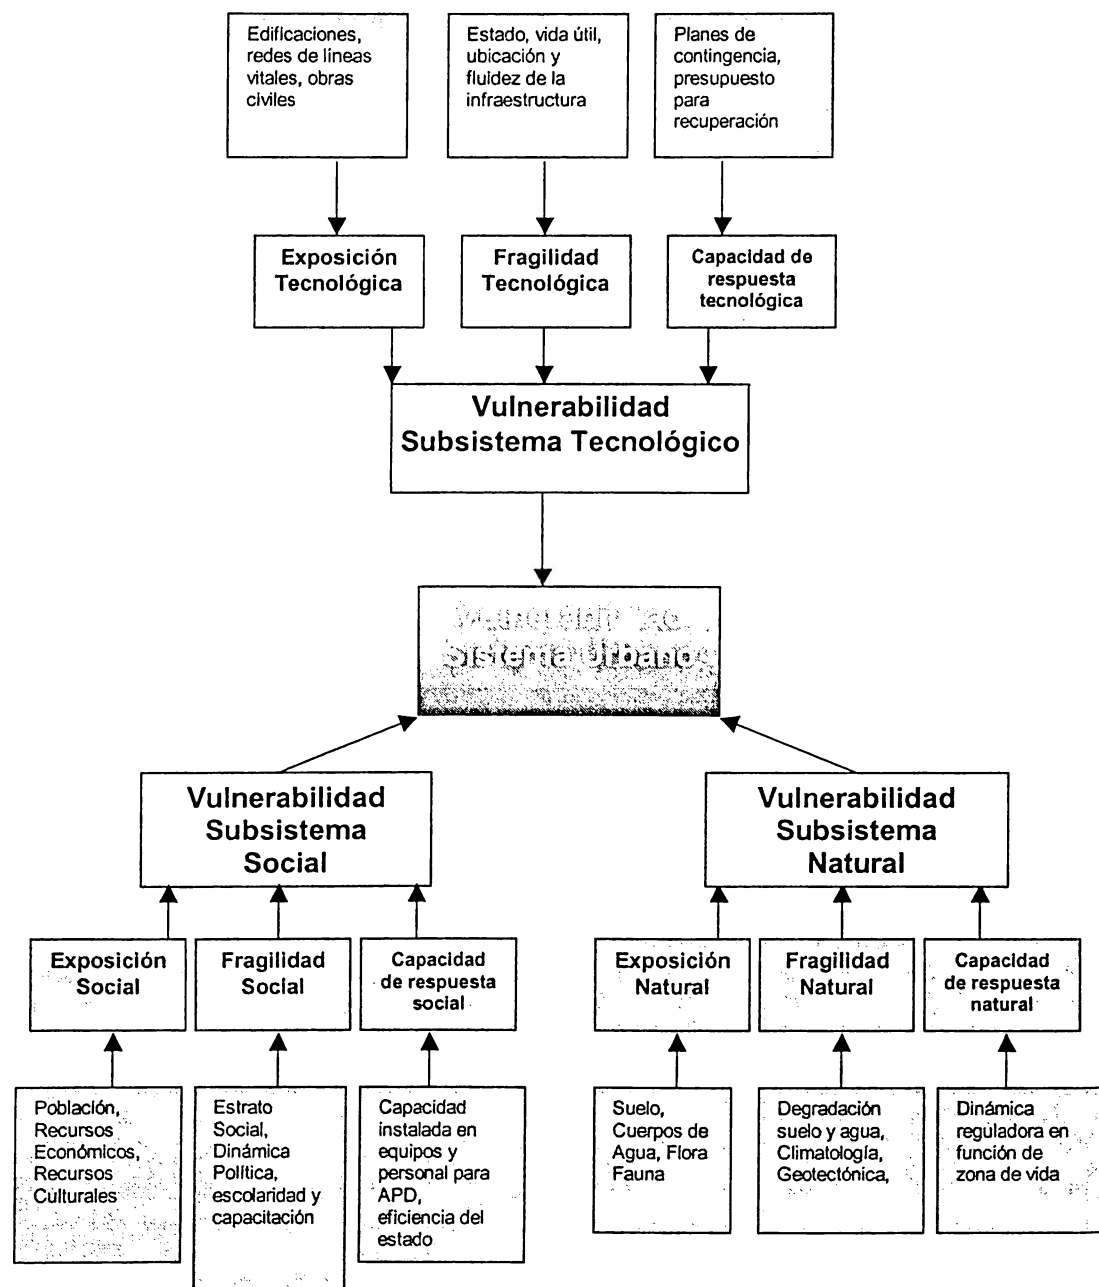 Edificaciones,
redes de líneas
vitales, obras
civiles
Estado, vida útil,
ubicación y
fluidez de la
infraestructura
Planes de
contingencia,
presupuesto
para
recuperación
Exposición
Tecnológica
Fragilidad
Tecnológica
Capacidad de
respuesta
tecnológica
Vulnerabilidad
Subsistema Tecnológico
Sistema Urbano
Vulnerabilidad
Subsistema
Social
Vulnerabilidad
Subsistema
Natural
Exposición
Social
Fragilidad
Social
Capacidad
de respuesta
social
Exposición
Natural
Fragilidad
Natural
Capacidad
de respuesta
natural
Población,
Recursos
Económicos,
Recursos
Culturales
Estrato
Social,
Dinámica
Política,
escolaridad y
capacitación
Capacidad
instalada en
equipos y
personal para
APD,
eficiencia del
estado
Suelo,
Cuerpos de
Agua, Flora
Fauna
Degradación
suelo y agua,
Climatología,
Geotectónica,
Dinámica
reguladora en
función de
zona de vida